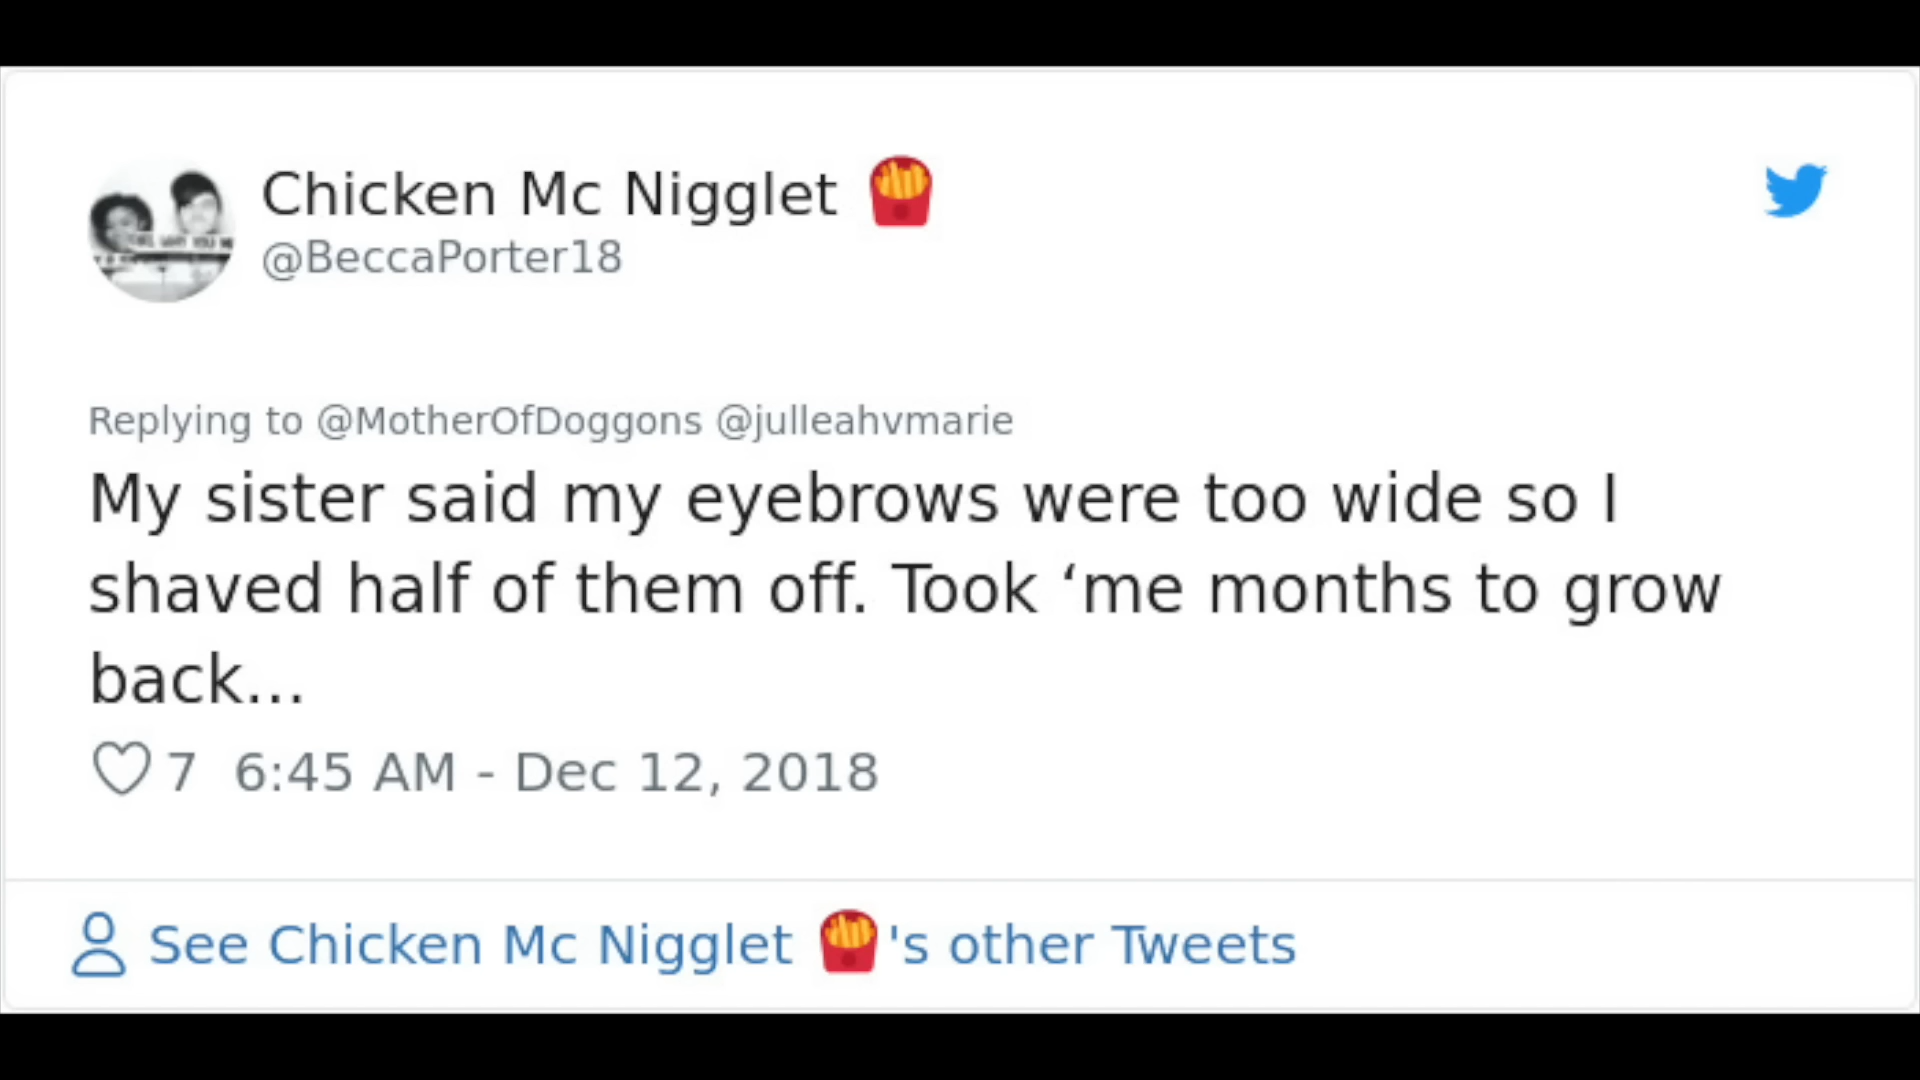 Chicken Mc Nigglet 🍟
@BeccaPorter18
Replying to @MotherOfDoggons @julleahvmarie
My sister said my eyebrows were too wide so I
shaved half of them off. Took ‘me months to grow
back...
7 6:45 AM - Dec 12, 2018
See Chicken Mc Nigglet 🍟's other Tweets